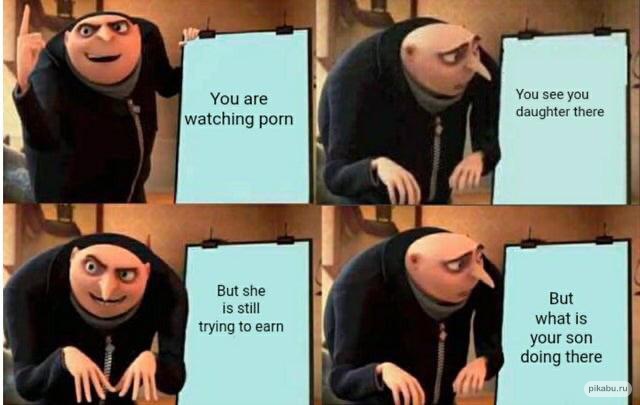 You are
watching porn
You see you
daughter there
But she
is still
trying to earn
But
what is
your son
doing there
pikabu.ru